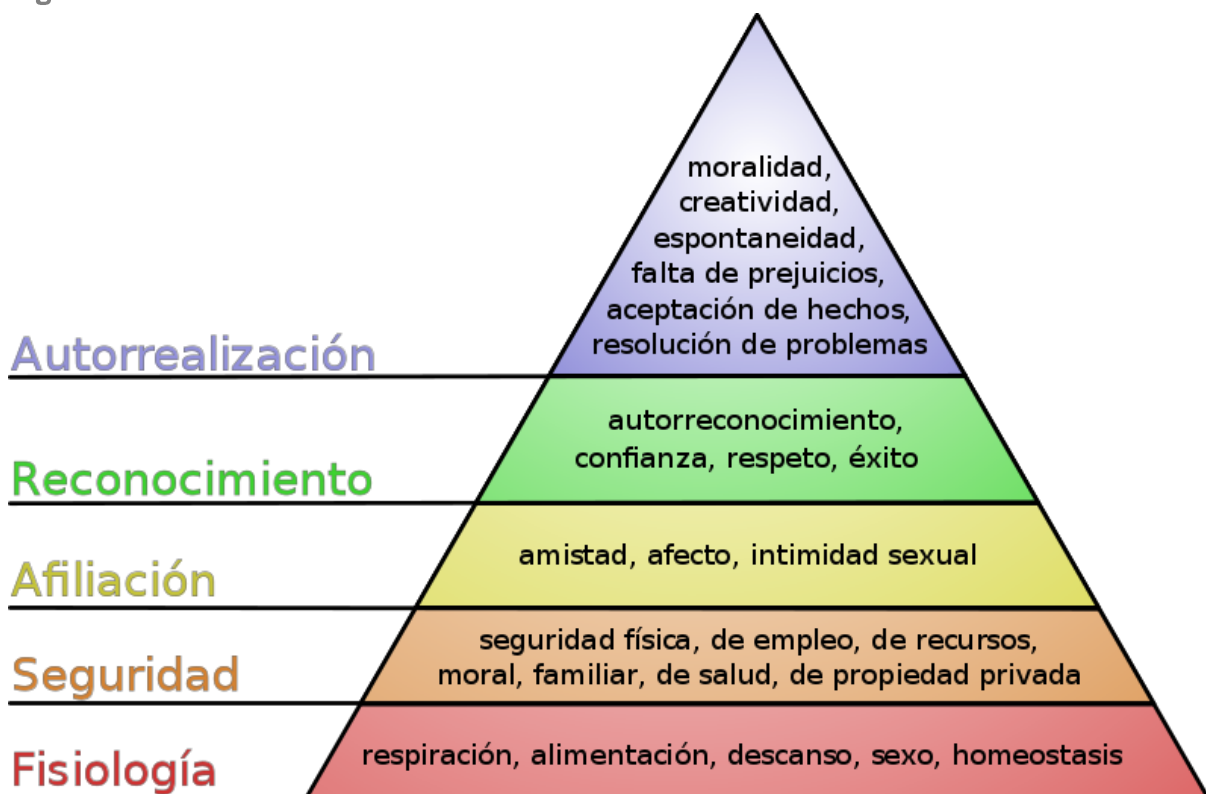 moralidad,
creatividad,
espontaneidad,
falta de prejuicios,
aceptación de hechos,
resolución de problemas
Autorrealización
autorreconocimiento,
confianza, respeto, éxito
Reconocimiento
amistad, afecto, intimidad sexual
Afiliación
seguridad física, de empleo, de recursos,
moral, familiar, de salud, de propiedad privada
Seguridad
respiración, alimentación, descanso, sexo, homeostasis
Fisiología